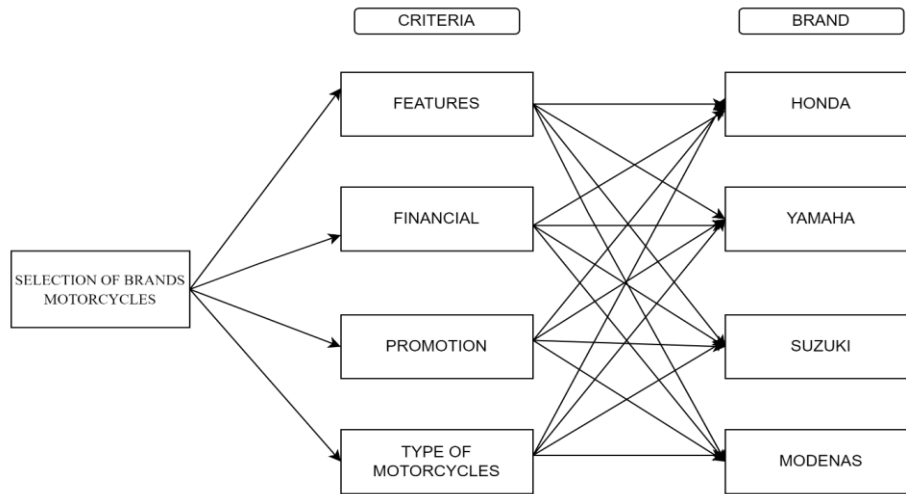 CRITERIA
BRAND
FEATURES
HONDA
FINANCIAL
YAMAHA
SELECTION OF BRANDS
MOTORCYCLES
PROMOTION
SUZUKI
TYPE OF
MOTORCYCLES
MODENAS